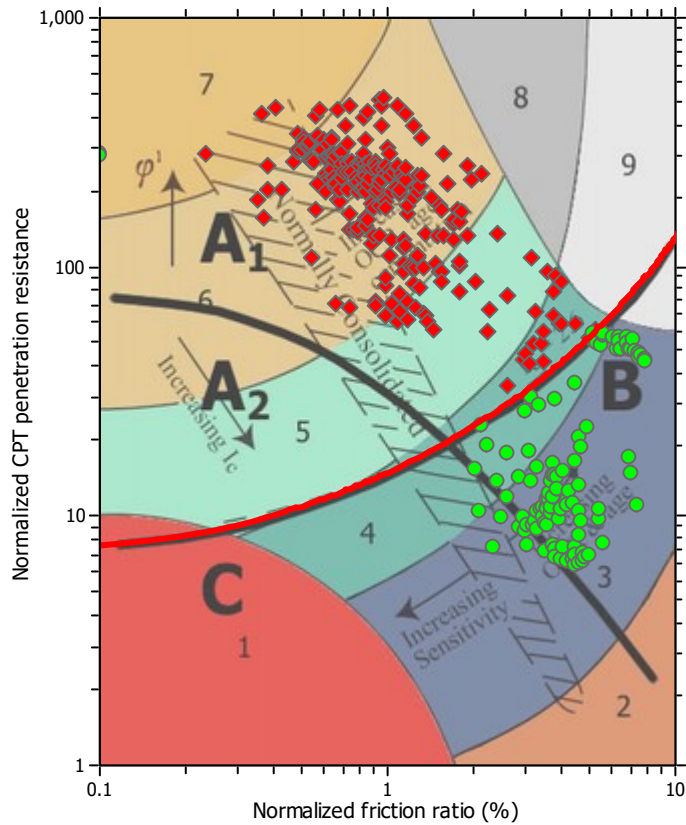 1,000
100
10
1
0.1
1
10
Normalized CPT penetration resistance
Normalized friction ratio (%)
7
8
9
φ¹
A1
6
A2
Increasing Ic
Normally Consolidated
5
B
4
C
1
Increasing
Sensitivity
3
2